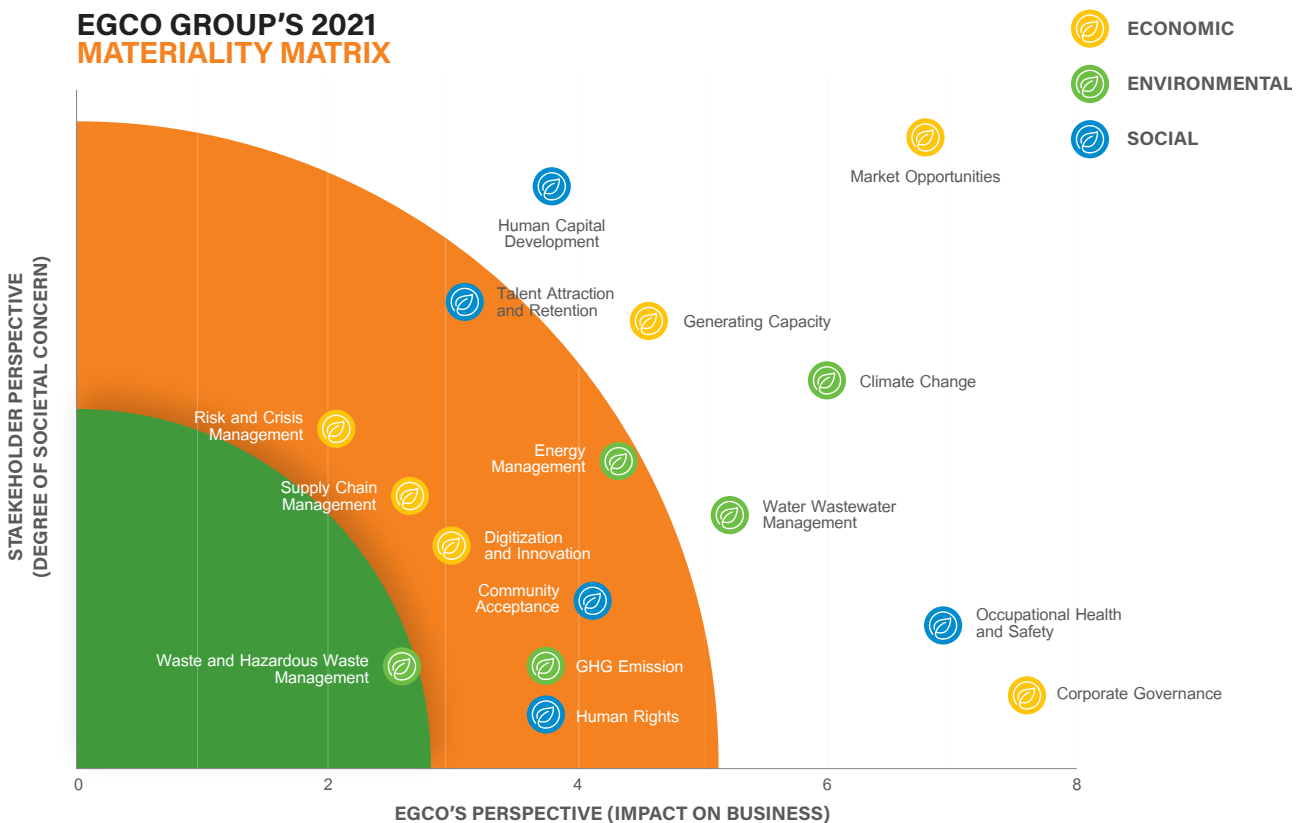 EGCO GROUP'S 2021
MATERIALITY MATRIX
ECONOMIC
ENVIRONMENTAL
SOCIAL
STAEKEHOLDER PERSPECTIVE
(DEGREE OF SOCIETAL CONCERN)
Market Opportunities
Human Capital
Development
Talent Attraction
and Retention
Generating Capacity
Climate Change
Risk and Crisis
Management
Energy
Management
Supply Chain
Management
Water Wastewater
Management
Digitization
and Innovation
Community
Acceptance
Occupational Health
and Safety
Waste and Hazardous Waste
Management
GHG Emission
Corporate Governance
Human Rights
0
2
4
6
8
EGCO'S PERSPECTIVE (IMPACT ON BUSINESS)